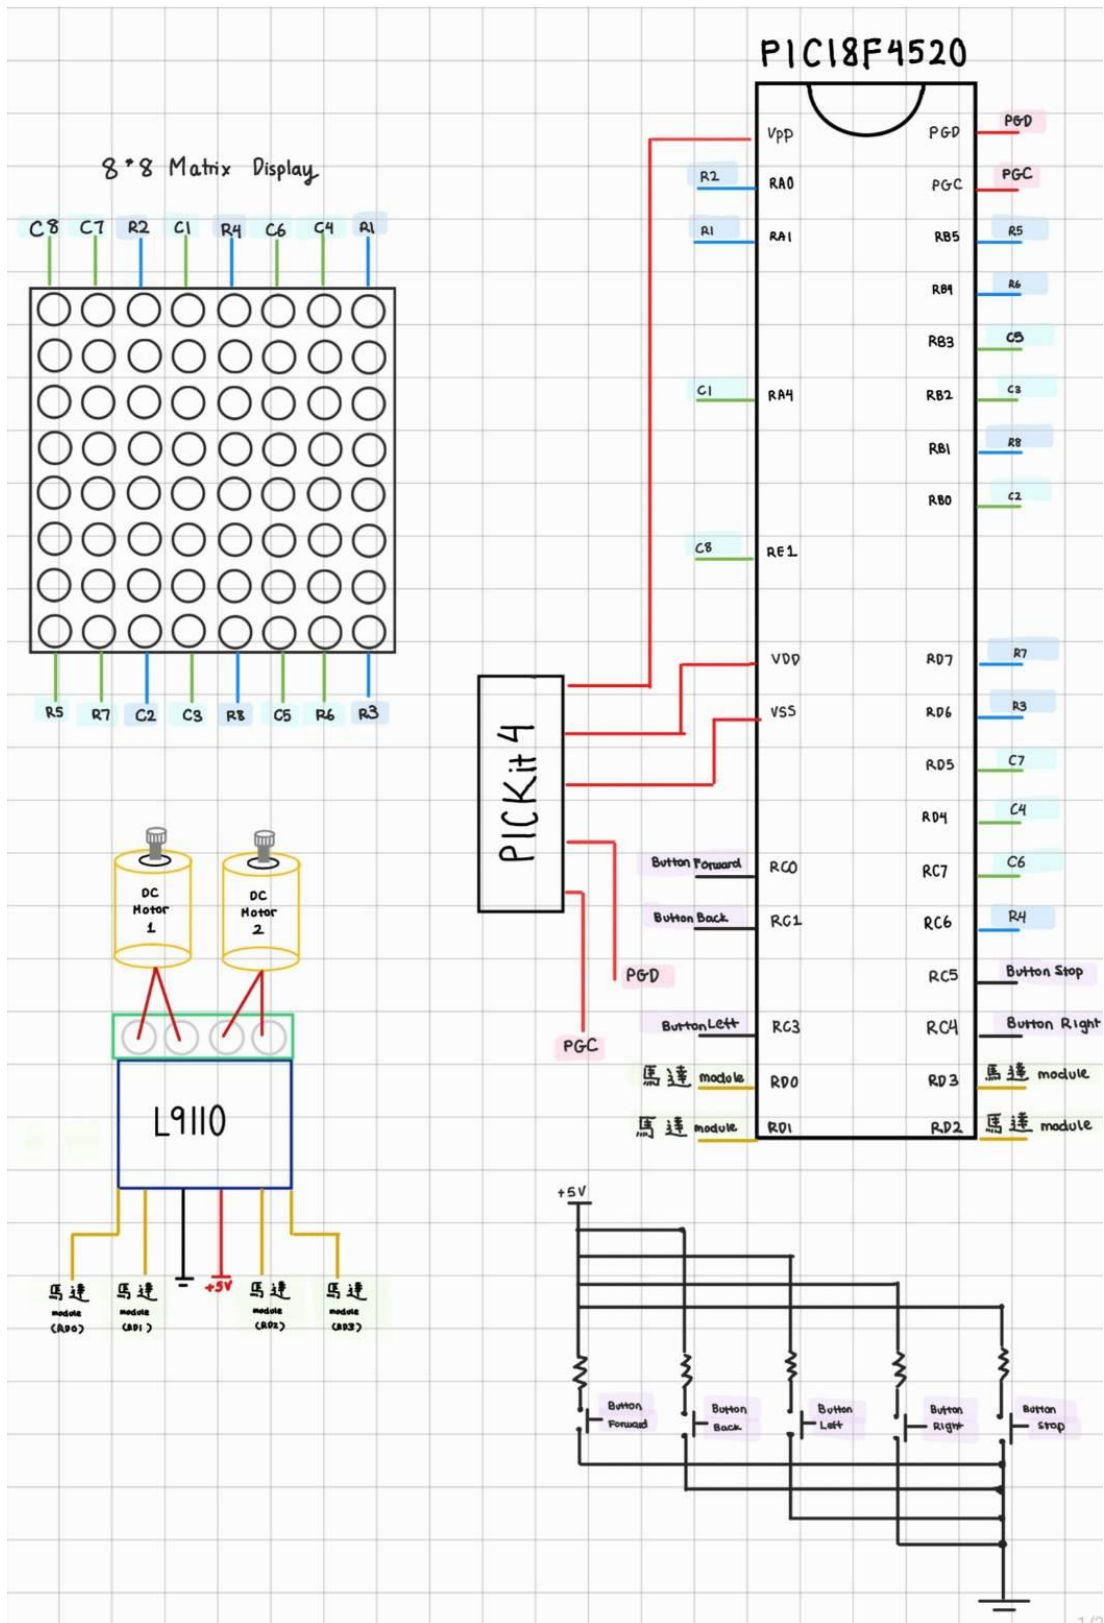 PIC18F4520
8*8 Matrix Display
C8 C7 R2 C1 R4 C6 C4 R1
R5 R7 C2 C3 R8 C5 R6 R3
Vpp PGD PGD
R2 RA0 PGC PGC
R1 RA1 RB5 R5
RB4 R6
RB3 C5
C1 RA4 RB2 C3
RB1 R8
RB0 C2
C8 RE1
VDD RD7 R7
VSS RD6 R3
RD5 C7
RD4 C4
Button Forward RC0 RC7 C6
Button Back RC1 RC6 R4
RC5 Button Stop
Button Left RC3 RC4 Button Right
馬達 module RD0 RD3 馬達 module
馬達 module RD1 RD2 馬達 module
PICKit 4
PGD
PGC
DC
Motor
1
DC
Motor
2
L9110
+5V
馬達
module
(RD0)
馬達
module
(RD1)
馬達
module
(RD2)
馬達
module
(RD3)
+5V
Button
Forward
Button
Back
Button
Left
Button
Right
Button
Stop